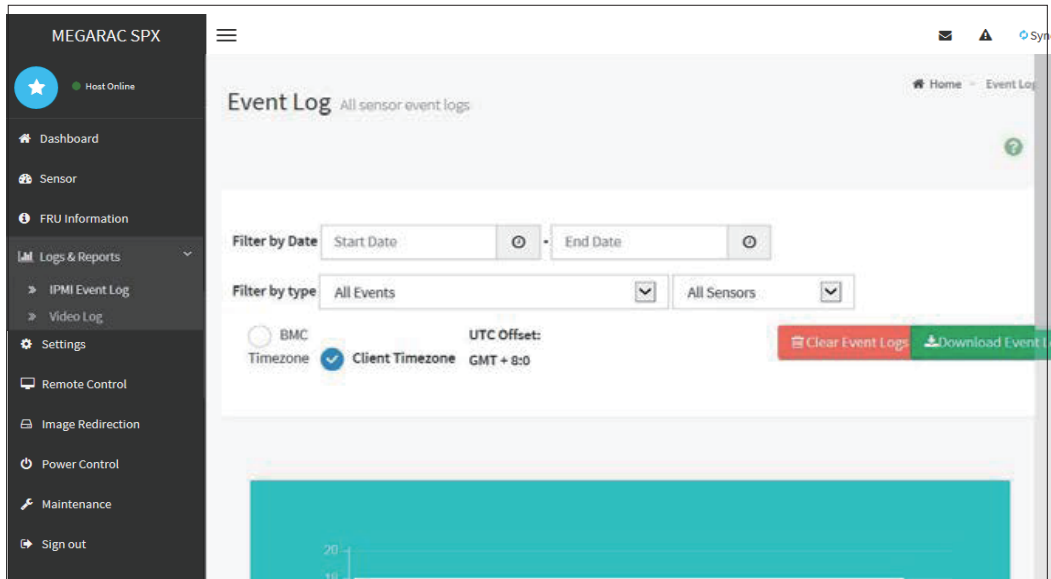 MEGARAC SPX
Host Online
Dashboard
Sensor
FRU Information
Logs & Reports
IPMI Event Log
Video Log
Settings
Remote Control
Image Redirection
Power Control
Maintenance
Sign out
Syn
Home - Event Log
Event Log All sensor event logs
Filter by Date Start Date - End Date
Filter by type All Events All Sensors
BMC Timezone
Client Timezone
UTC Offset:
GMT + 8:0
Clear Event Logs Download Event L
20
18